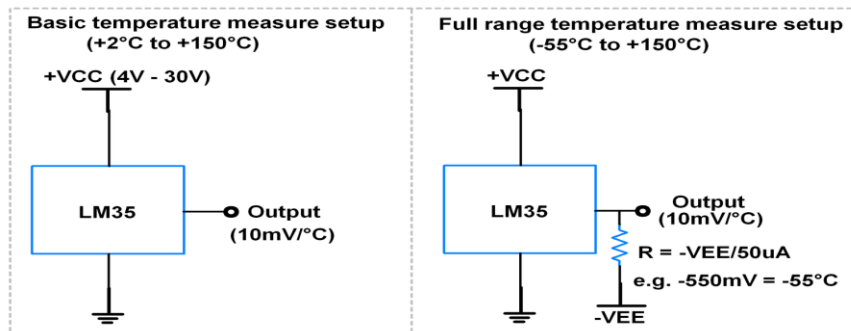 Basic temperature measure setup
(+2°C to +150°C)
+VCC (4V - 30V)
LM35
Output
(10mV/°C)
Full range temperature measure setup
(-55°C to +150°C)
+VCC
LM35
Output
(10mV/°C)
R = -VEE/50uA
e.g. -550mV = -55°C
-VEE